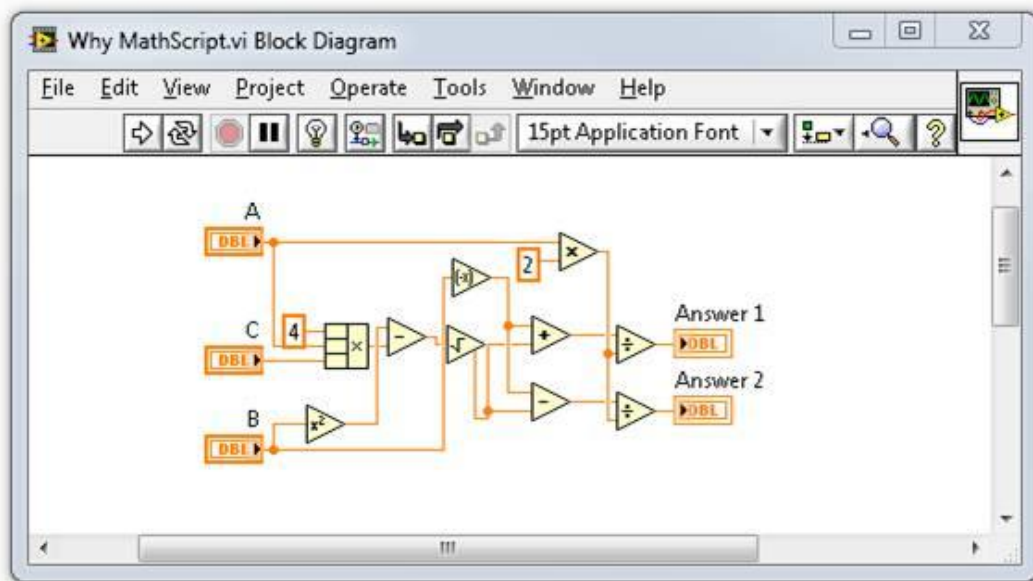 Why MathScript.vi Block Diagram
File Edit View Project Operate Tools Window Help
15pt Application Font
?
A
DBL
2
×
(-x)
Answer 1
C
4
×
-
√
+
÷
DBL
DBL
Answer 2
-
÷
DBL
B
x²
DBL